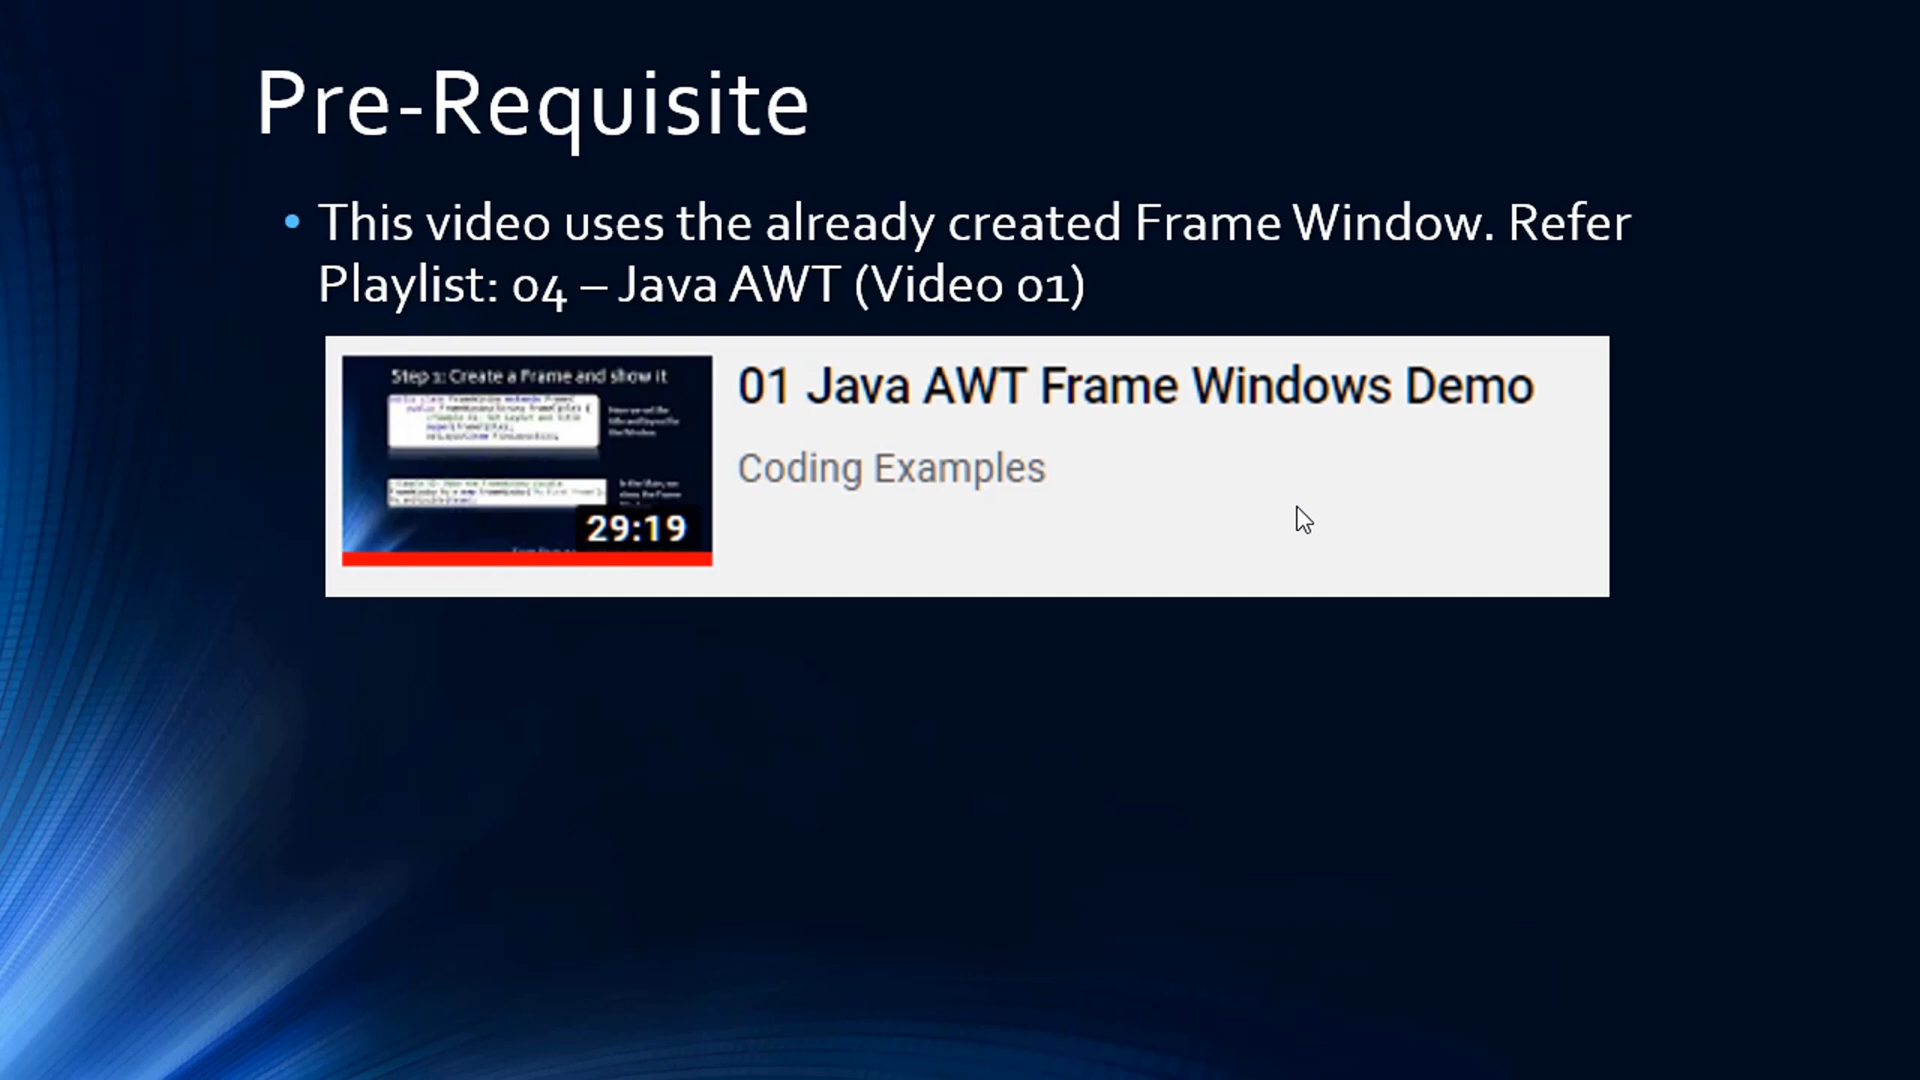 Pre-Requisite
• This video uses the already created Frame Window. Refer
Playlist: 04 – Java AWT (Video 01)
Step 1: Create a Frame and show it
29:19
01 Java AWT Frame Windows Demo
Coding Examples